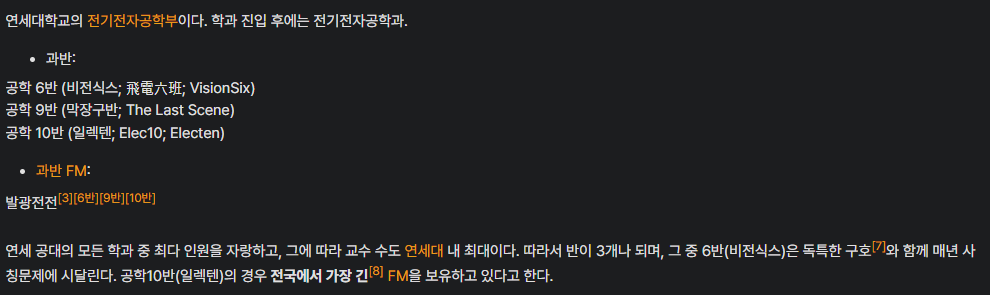 연세대학교의 전기전자공학부이다. 학과 진입 후에는 전기전자공학과.
• 과반:
공학 6반 (비전식스; 飛電六班; VisionSix)
공학 9반 (막장구반; The Last Scene)
공학 10반 (일렉텐; Elec10; Electen)
• 과반 FM:
발광전전[3][6반][9반][10반]
연세 공대의 모든 학과 중 최다 인원을 자랑하고, 그에 따라 교수 수도 연세대 내 최대이다. 따라서 반이 3개나 되며, 그 중 6반(비전식스)은 독특한 구호[7]와 함께 매년 사
칭문제에 시달린다. 공학10반(일렉텐)의 경우 전국에서 가장 긴[8] FM을 보유하고 있다고 한다.